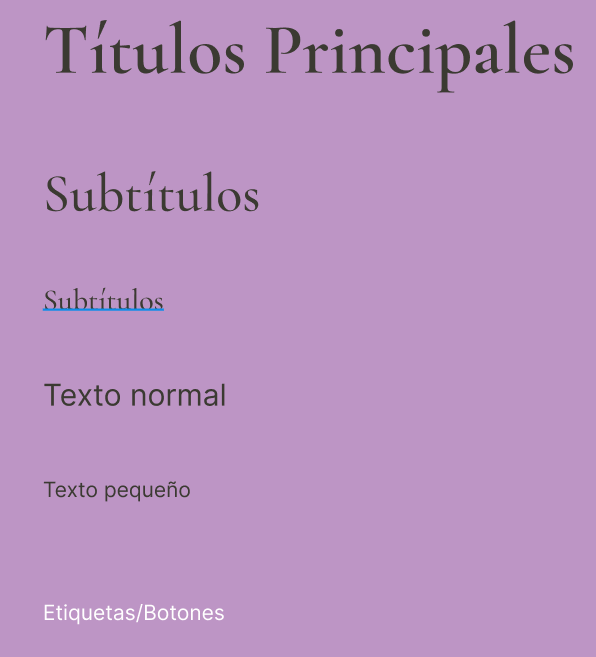 Títulos Principales
Subtítulos
Subtítulos
Texto normal
Texto pequeño
Etiquetas/Botones